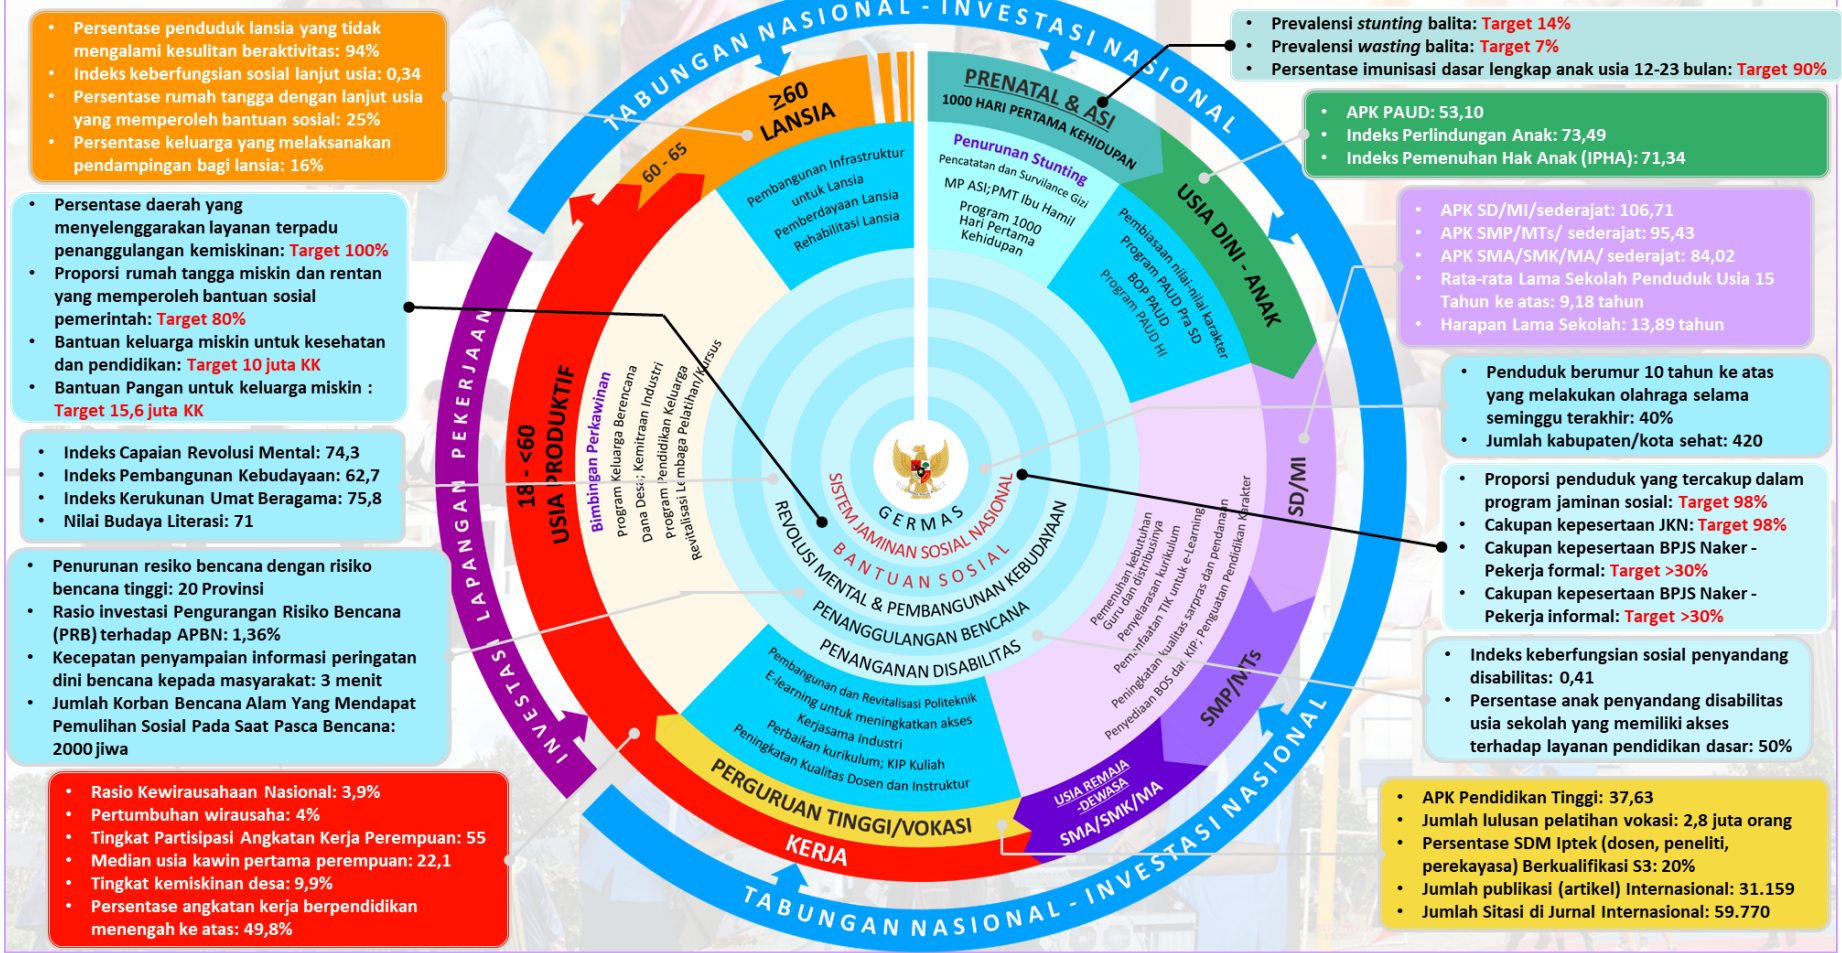 Persentase penduduk lansia yang tidak
mengalami kesulitan beraktivitas: 94%
Indeks keberfungsian sosial lanjut usia: 0,34
Persentase rumah tangga dengan lanjut usia
yang memperoleh bantuan sosial: 25%
Persentase keluarga yang melaksanakan
pendampingan bagi lansia: 16%
Persentase daerah yang
menyelenggarakan layanan terpadu
penanggulangan kemiskinan: Target 100%
Proporsi rumah tangga miskin dan rentan
yang memperoleh bantuan sosial
pemerintah: Target 80%
Bantuan keluarga miskin untuk kesehatan
dan pendidikan: Target 10 juta KK
Bantuan Pangan untuk keluarga miskin :
Target 15,6 juta KK
Indeks Capaian Revolusi Mental: 74,3
Indeks Pembangunan Kebudayaan: 62,7
Indeks Kerukunan Umat Beragama: 75,8
Nilai Budaya Literasi: 71
Penurunan resiko bencana dengan risiko
bencana tinggi: 20 Provinsi
Rasio investasi Pengurangan Risiko Bencana
(PRB) terhadap APBN: 1,36%
Kecepatan penyampaian informasi peringatan
dini bencana kepada masyarakat: 3 menit
Jumlah Korban Bencana Alam Yang Mendapat
Pemulihan Sosial Pada Saat Pasca Bencana:
2000 jiwa
Rasio Kewirausahaan Nasional: 3,9%
Pertumbuhan wirausaha: 4%
Tingkat Partisipasi Angkatan Kerja Perempuan: 55
Median usia kawin pertama perempuan: 22,1
Tingkat kemiskinan desa: 9,9%
Persentase angkatan kerja berpendidikan
menengah ke atas: 49,8%
TABUNGAN NASIONAL - INVESTASI NASIONAL
INVESTASI LAPANGAN PEKERJAAN
TABUNGAN NASIONAL - INVESTASI NASIONAL
≥60
LANSIA
60 - 65
Pembangunan Infrastruktur
untuk Lansia
Pemberdayaan Lansia
Rehabilitasi Lansia
PRENATAL & ASI
1000 HARI PERTAMA KEHIDUPAN
Penurunan Stunting
Pencatatan dan Survilance Gizi
MP ASI;PMT Ibu Hamil
Program 1000
Hari Pertama
Kehidupan
USIA DINI - ANAK
Pembiasaan nilai-nilai karakter
Program PAUD Pra SD
BOP PAUD
Program PAUD HI
SD/MI
SMP/MTs
USIA REMAJA
-DEWASA
SMA/SMK/MA
Pemenuhan kebutuhan
Guru dan distribusinya
Penyelarasan kurikulum
Pemanfaatan TIK untuk e-Learning
Peningkatan kualitas sarpras dan pendanaan
Penyediaan BOS dar. KIP; Penguatan Pendidikan Karakter
PERGURUAN TINGGI/VOKASI
KERJA
Pembangunan dan Revitalisasi Politeknik
E-learning untuk meningkatkan akses
Kerjasama Industri
Perbaikan kurikulum; KIP Kuliah
Peningkatan Kualitas Dosen dan Instruktur
18 - <60
USIA PRODUKTIF
Bimbingan Perkawinan
Program Keluarga Berencana
Dana Desa; Kemitraan Industri
Program Pendidikan Keluarga
Revitalisasi Lembaga Pelatihan/Kursus
GERMAS
SISTEM JAMINAN SOSIAL NASIONAL
BANTUAN SOSIAL
REVOLUSI MENTAL & PEMBANGUNAN KEBUDAYAAN
PENANGGULANGAN BENCANA
PENANGANAN DISABILITAS
Prevalensi stunting balita: Target 14%
Prevalensi wasting balita: Target 7%
Persentase imunisasi dasar lengkap anak usia 12-23 bulan: Target 90%
APK PAUD: 53,10
Indeks Perlindungan Anak: 73,49
Indeks Pemenuhan Hak Anak (IPHA): 71,34
APK SD/MI/sederajat: 106,71
APK SMP/MTs/ sederajat: 95,43
APK SMA/SMK/MA/ sederajat: 84,02
Rata-rata Lama Sekolah Penduduk Usia 15
Tahun ke atas: 9,18 tahun
Harapan Lama Sekolah: 13,89 tahun
Penduduk berumur 10 tahun ke atas
yang melakukan olahraga selama
seminggu terakhir: 40%
Jumlah kabupaten/kota sehat: 420
Proporsi penduduk yang tercakup dalam
program jaminan sosial: Target 98%
Cakupan kepesertaan JKN: Target 98%
Cakupan kepesertaan BPJS Naker -
Pekerja formal: Target >30%
Cakupan kepesertaan BPJS Naker -
Pekerja informal: Target >30%
Indeks keberfungsian sosial penyandang
disabilitas: 0,41
Persentase anak penyandang disabilitas
usia sekolah yang memiliki akses
terhadap layanan pendidikan dasar: 50%
APK Pendidikan Tinggi: 37,63
Jumlah lulusan pelatihan vokasi: 2,8 juta orang
Persentase SDM Iptek (dosen, peneliti,
perekayasa) Berkualifikasi S3: 20%
Jumlah publikasi (artikel) Internasional: 31.159
Jumlah Sitasi di Jurnal Internasional: 59.770